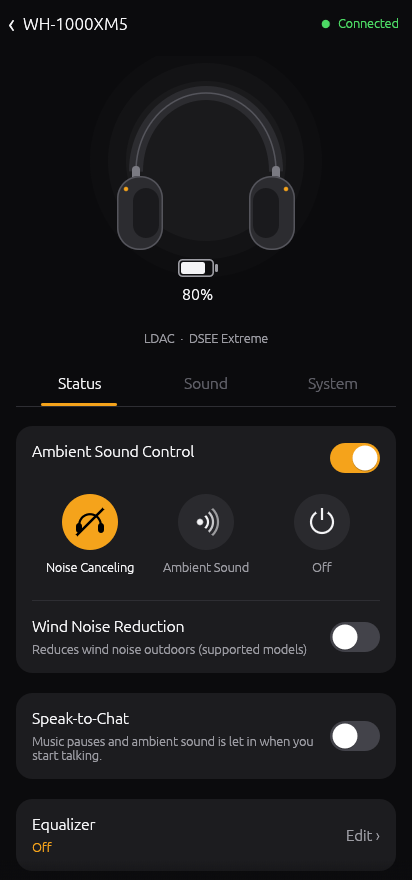 ‹ WH-1000XM5
Connected
80%
LDAC · DSEE Extreme
Status Sound System
Ambient Sound Control
Noise Canceling Ambient Sound Off
Wind Noise Reduction
Reduces wind noise outdoors (supported models)
Speak-to-Chat
Music pauses and ambient sound is let in when you
start talking.
Equalizer
Off
Edit ›